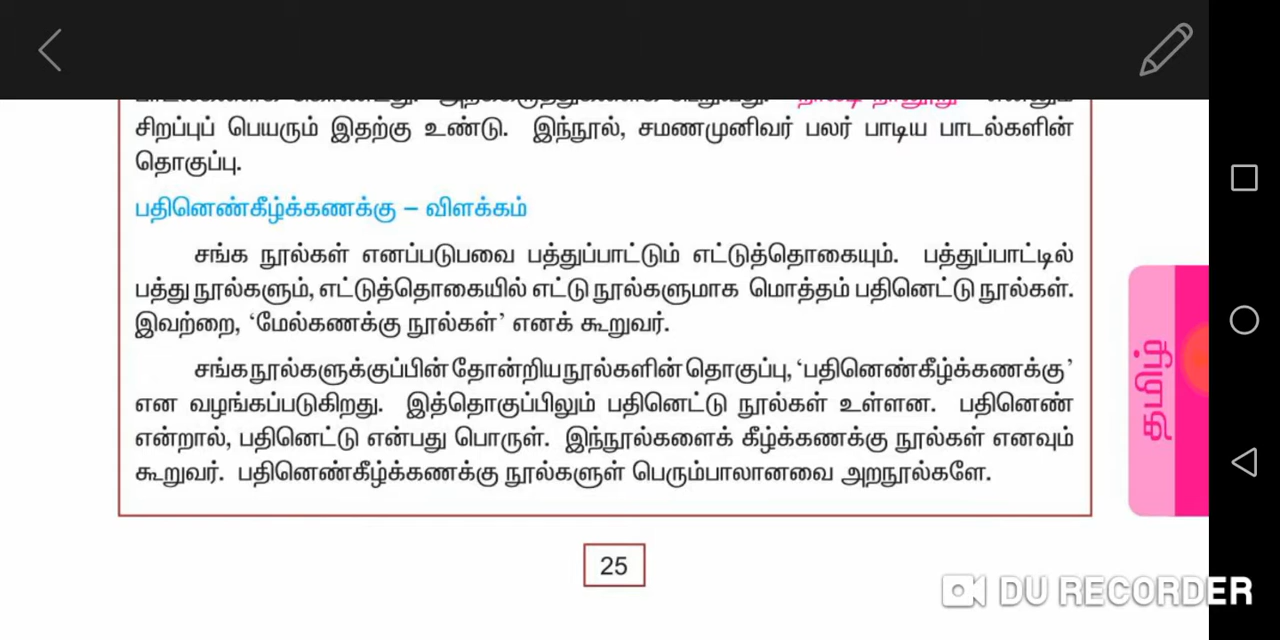 சிறப்புப் பெயரும் இதற்கு உண்டு. இந்நூல், சமணமுனிவர் பலர் பாடிய பாடல்களின்
தொகுப்பு.
பதினெண்கீழ்க்கணக்கு – விளக்கம்
சங்க நூல்கள் எனப்படுபவை பத்துப்பாட்டும் எட்டுத்தொகையும். பத்துப்பாட்டில்
பத்து நூல்களும், எட்டுத்தொகையில் எட்டு நூல்களுமாக மொத்தம் பதினெட்டு நூல்கள்.
இவற்றை, ‘மேல்கணக்கு நூல்கள்’ எனக் கூறுவர்.
சங்க நூல்களுக்குப்பின் தோன்றிய நூல்களின் தொகுப்பு, ‘பதினெண்கீழ்க்கணக்கு’
என வழங்கப்படுகிறது. இத்தொகுப்பிலும் பதினெட்டு நூல்கள் உள்ளன. பதினெண்
என்றால், பதினெட்டு என்பது பொருள். இந்நூல்களைக் கீழ்க்கணக்கு நூல்கள் எனவும்
கூறுவர். பதினெண்கீழ்க்கணக்கு நூல்களுள் பெரும்பாலானவை அறநூல்களே.
தமிழ்
25
DU RECORDER